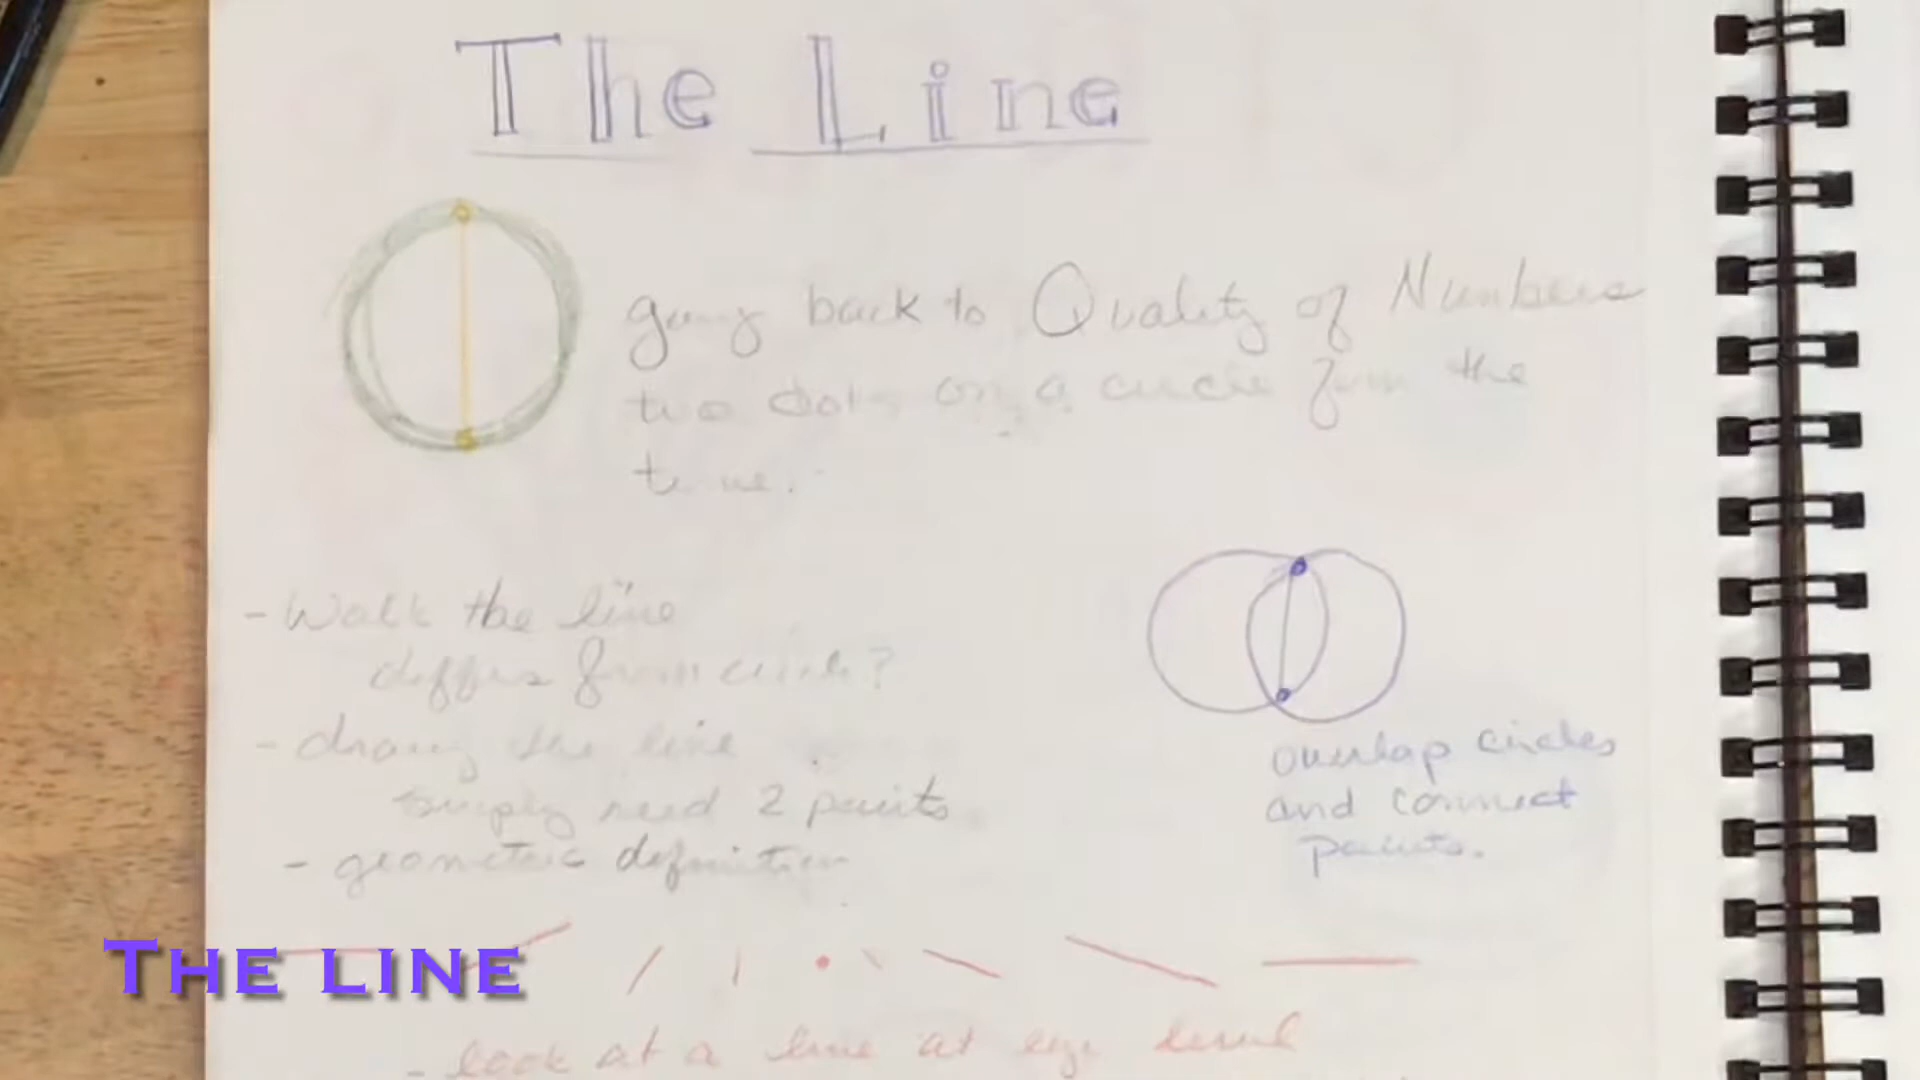 The Line
going back to Quality of Numbers
two dots on a circle form the
- Walk the line
differs from circle?
- drawing the line
simply need 2 points
- geometric definition
overlap circles
and connect
points.
THE LINE
- look at a line at eye level